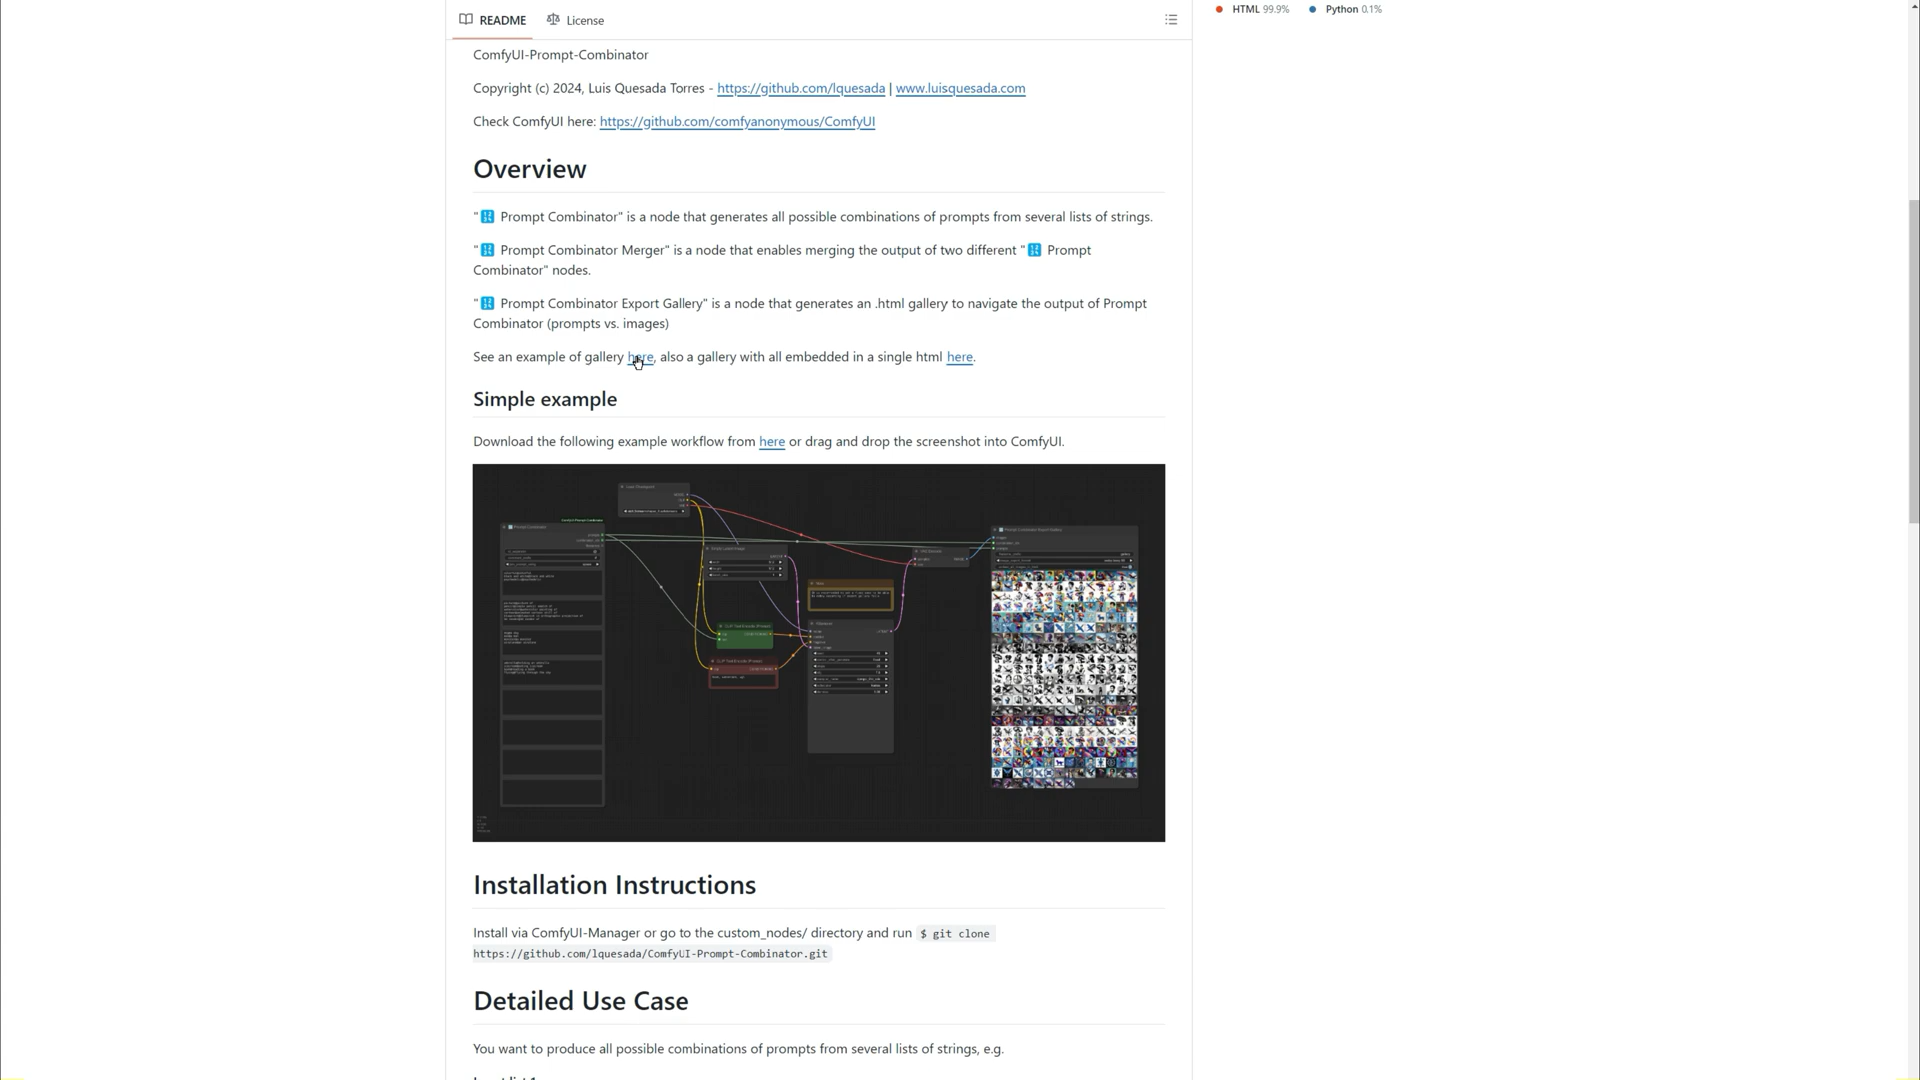 README License
HTML 99.9% Python 0.1%
ComfyUI-Prompt-Combinator
Copyright (c) 2024, Luis Quesada Torres - https://github.com/lquesada | www.luisquesada.com
Check ComfyUI here: https://github.com/comfyanonymous/ComfyUI
Overview
"🔢 Prompt Combinator" is a node that generates all possible combinations of prompts from several lists of strings.
"🔢 Prompt Combinator Merger" is a node that enables merging the output of two different "🔢 Prompt
Combinator" nodes.
"🔢 Prompt Combinator Export Gallery" is a node that generates an .html gallery to navigate the output of Prompt
Combinator (prompts vs. images)
See an example of gallery here, also a gallery with all embedded in a single html here.
Simple example
Download the following example workflow from here or drag and drop the screenshot into ComfyUI.
Installation Instructions
Install via ComfyUI-Manager or go to the custom_nodes/ directory and run $ git clone
https://github.com/lquesada/ComfyUI-Prompt-Combinator.git
Detailed Use Case
You want to produce all possible combinations of prompts from several lists of strings, e.g.